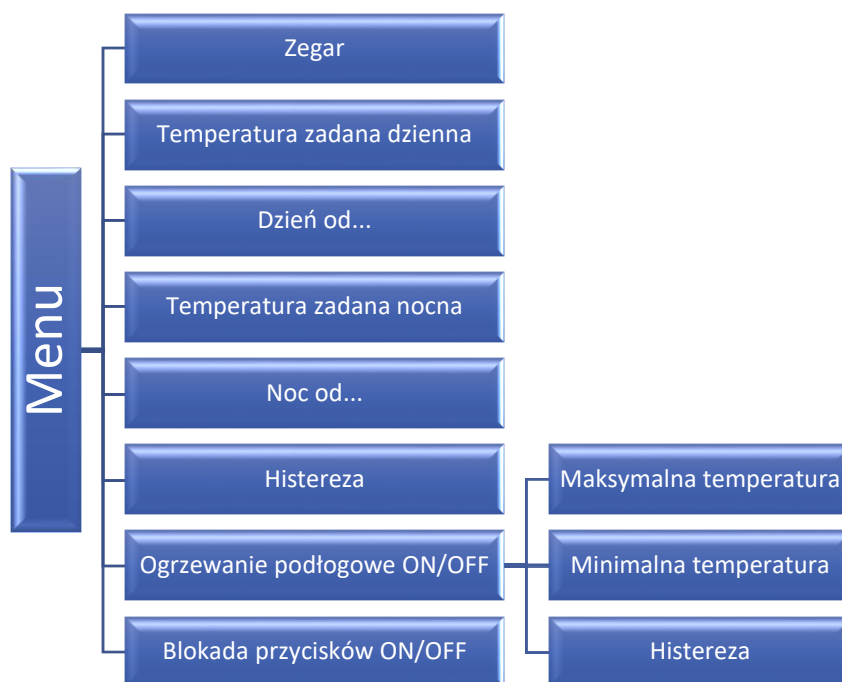 Menu
Zegar
Temperatura zadana dzienna
Dzień od...
Temperatura zadana nocna
Noc od...
Histereza
Ogrzewanie podłogowe ON/OFF
Maksymalna temperatura
Minimalna temperatura
Histereza
Blokada przycisków ON/OFF